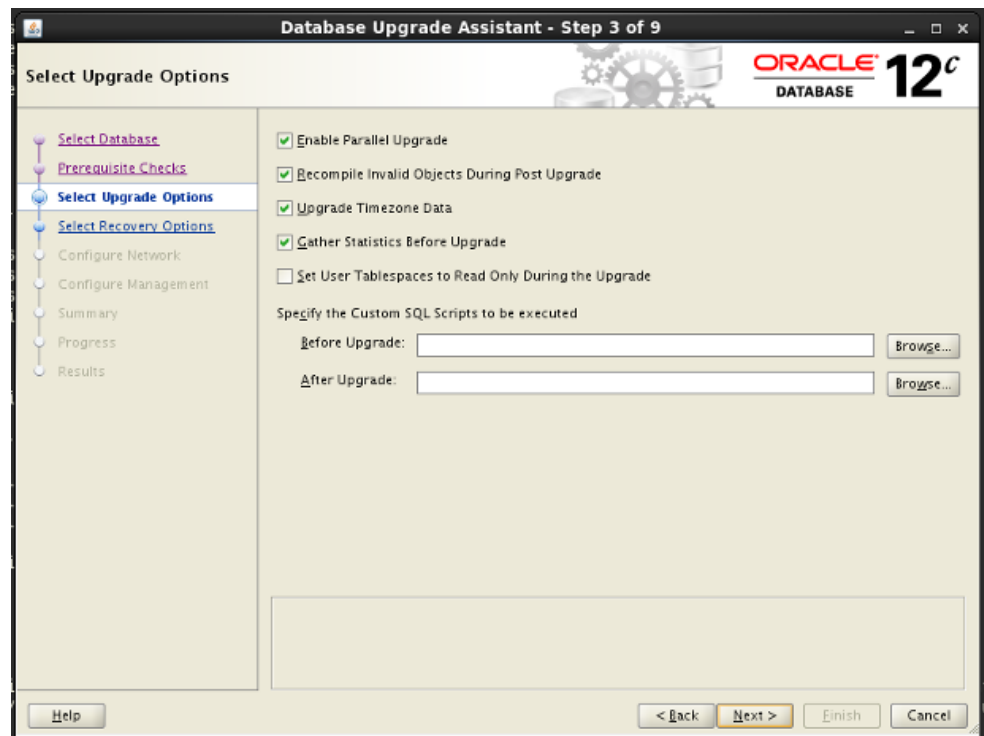 Database Upgrade Assistant - Step 3 of 9
Select Upgrade Options
ORACLE
DATABASE
12c
Select Database
Prerequisite Checks
Select Upgrade Options
Select Recovery Options
Configure Network
Configure Management
Summary
Progress
Results
Enable Parallel Upgrade
Recompile Invalid Objects During Post Upgrade
Upgrade Timezone Data
Gather Statistics Before Upgrade
Set User Tablespaces to Read Only During the Upgrade
Specify the Custom SQL Scripts to be executed
Before Upgrade: Browse...
After Upgrade: Browse...
Help < Back Next > Finish Cancel